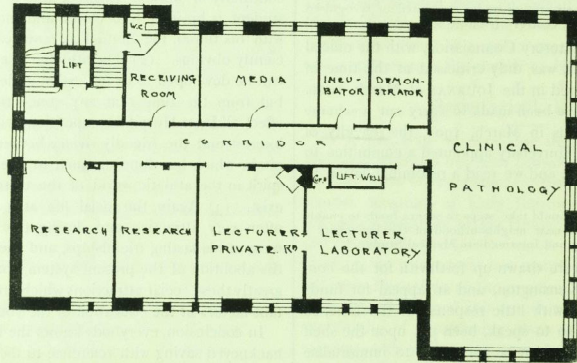 W.C
LIFT
RECEIVING
ROOM
MEDIA
INCU-
BATOR
DEMON-
STRATOR
CORRIDOR
CLINICAL
PATHOLOGY
LIFT. WELL
RESEARCH
RESEARCH
LECTURER
PRIVATE
LECTURER
LABORATORY